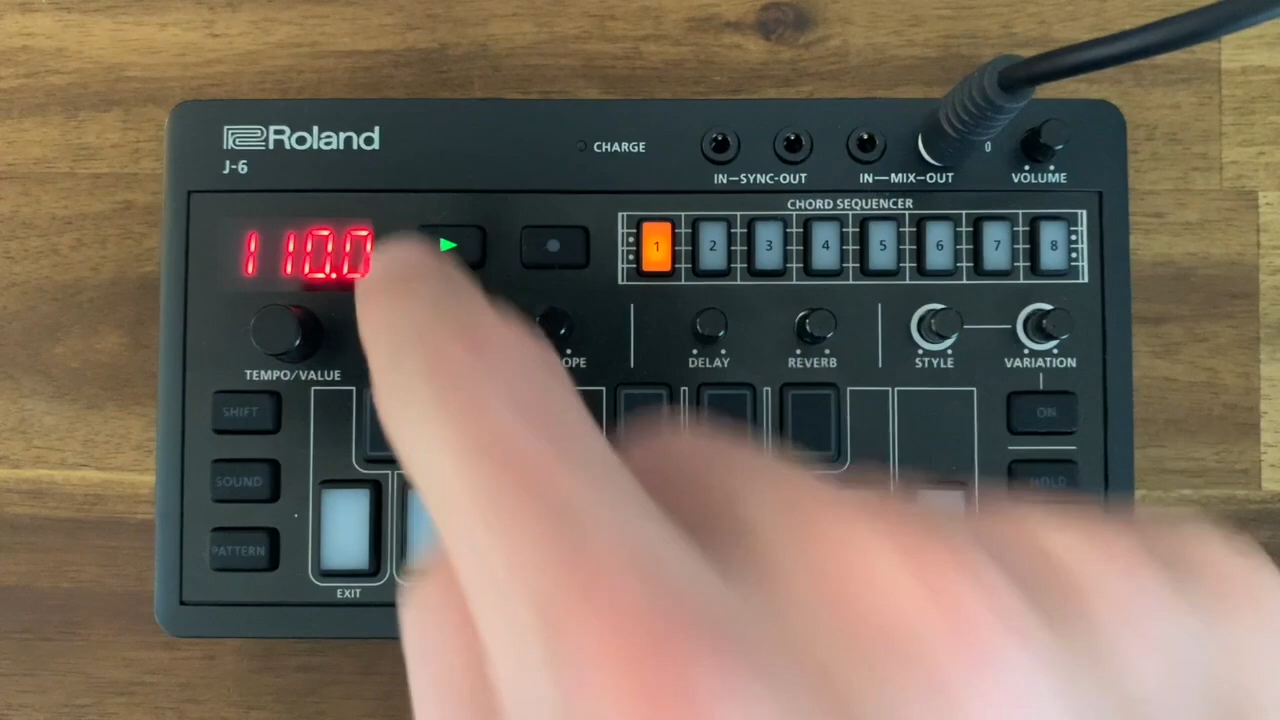 Roland
J-6
CHARGE
IN-SYNC-OUT
IN-MIX-OUT
VOLUME
CHORD SEQUENCER
110.0
1 2 3 4 5 6 7 8
TEMPO/VALUE
DELAY
REVERB
STYLE
VARIATION
SHIFT
ON
SOUND
HOLD
PATTERN
EXIT